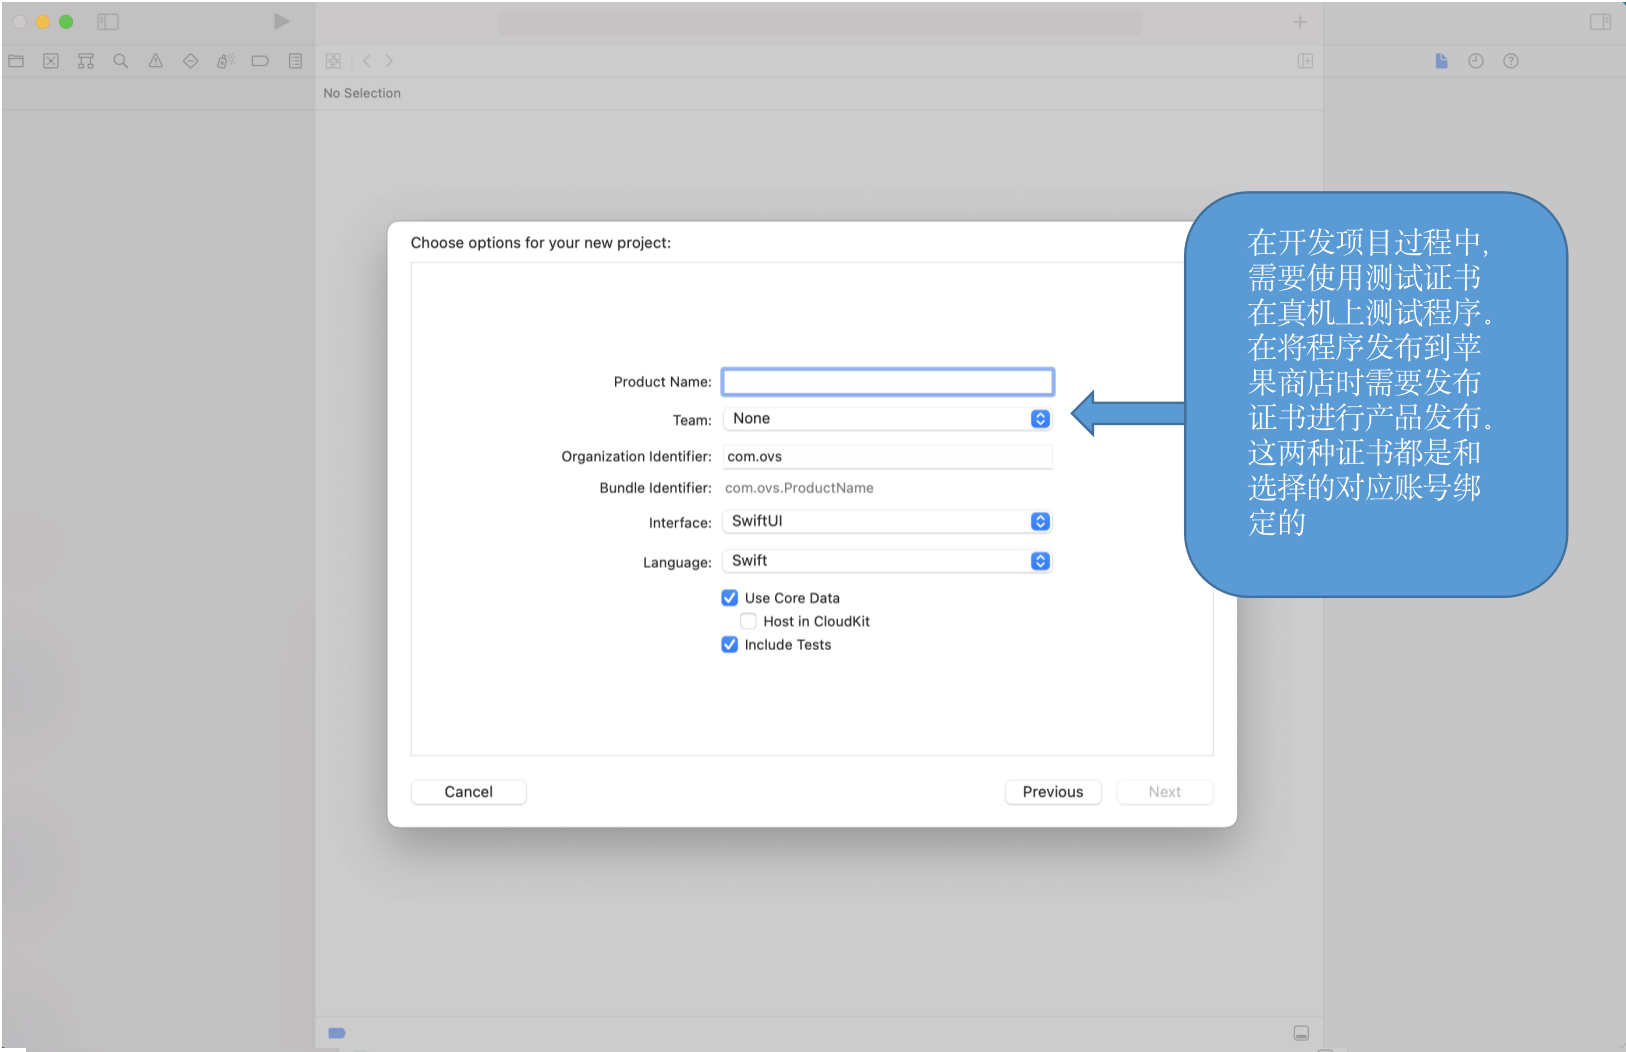 No Selection
Choose options for your new project:
Product Name:
Team: None
Organization Identifier: com.ovs
Bundle Identifier: com.ovs.ProductName
Interface: SwiftUI
Language: Swift
Use Core Data
Host in CloudKit
Include Tests
Cancel
Previous
Next
在开发项目过程中,
需要使用测试证书
在真机上测试程序。
在将程序发布到苹
果商店时需要发布
证书进行产品发布。
这两种证书都是和
选择的对应账号绑
定的